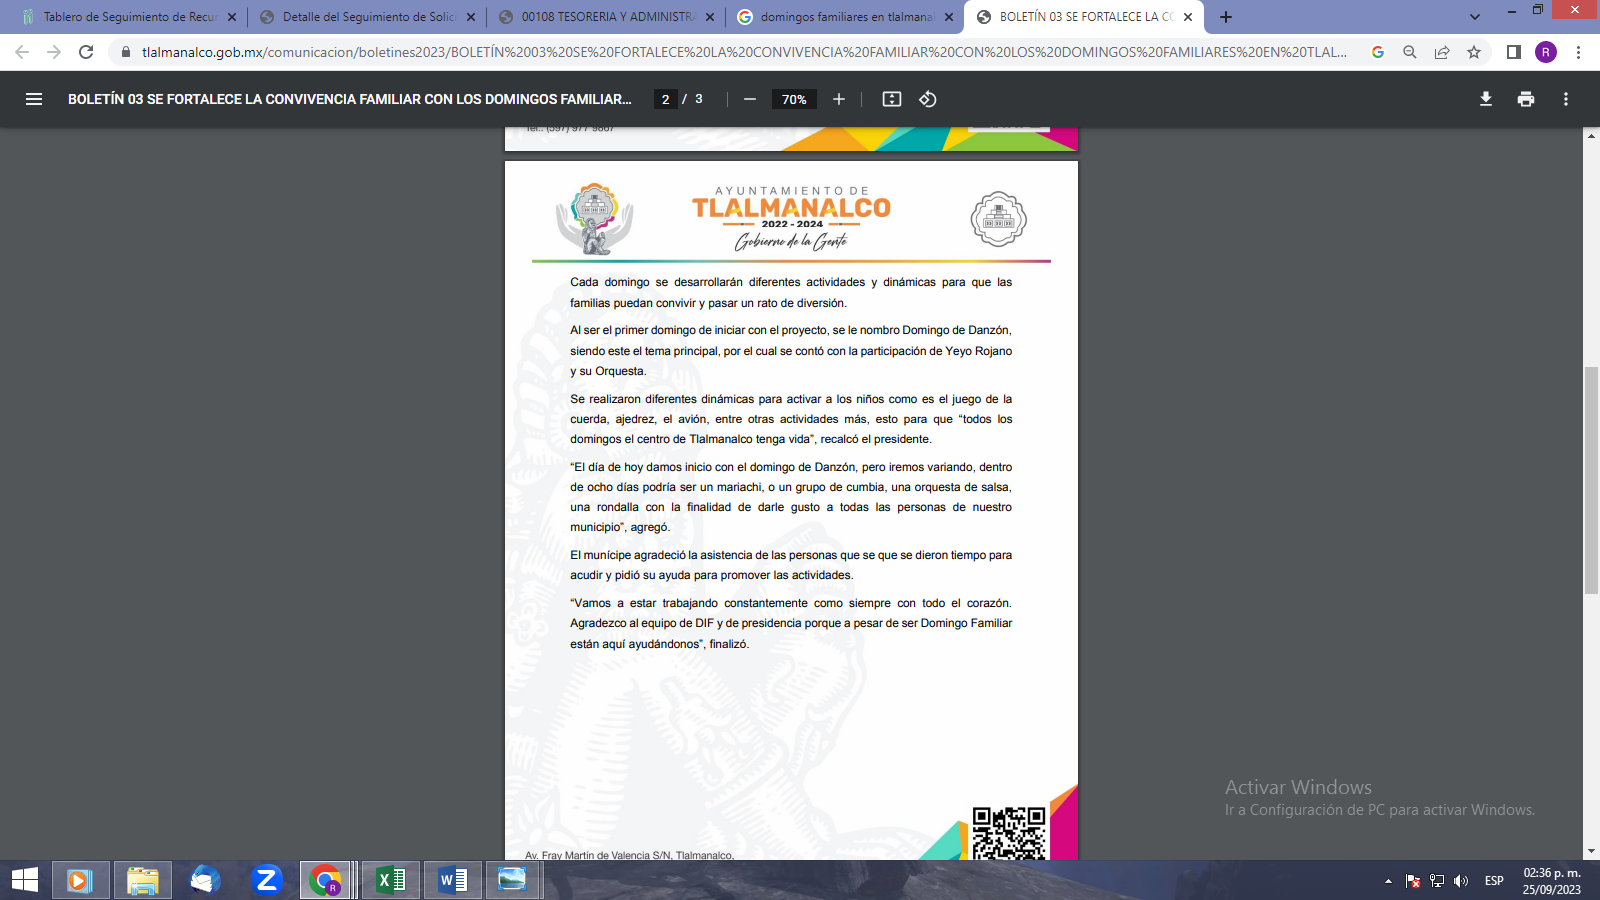 Tablero de Seguimiento de Recur
Detalle del Seguimiento de Solici
00108 TESORERIA Y ADMINISTRA
domingos familiares en tlalmanal
BOLETÍN 03 SE FORTALECE LA CO
tlalmanalco.gob.mx/comunicacion/boletines2023/BOLETÍN%2003%20SE%20FORTALECE%20LA%20CONVIVENCIA%20FAMILIAR%20CON%20LOS%20DOMINGOS%20FAMILIARES%20EN%20TLAL...
R
BOLETÍN 03 SE FORTALECE LA CONVIVENCIA FAMILIAR CON LOS DOMINGOS FAMILIAR...
2 / 3
70%
Tel.: (597) 977 9867
AYUNTAMIENTO DE
TLALMANALCO
2022 - 2024
Gobierno de la Gente
Cada domingo se desarrollarán diferentes actividades y dinámicas para que las
familias puedan convivir y pasar un rato de diversión.
Al ser el primer domingo de iniciar con el proyecto, se le nombro Domingo de Danzón,
siendo este el tema principal, por el cual se contó con la participación de Yeyo Rojano
y su Orquesta.
Se realizaron diferentes dinámicas para activar a los niños como es el juego de la
cuerda, ajedrez, el avión, entre otras actividades más, esto para que “todos los
domingos el centro de Tlalmanalco tenga vida”, recalcó el presidente.
“El día de hoy damos inicio con el domingo de Danzón, pero iremos variando, dentro
de ocho días podría ser un mariachi, o un grupo de cumbia, una orquesta de salsa,
una rondalla con la finalidad de darle gusto a todas las personas de nuestro
municipio”, agregó.
El munícipe agradeció la asistencia de las personas que se que se dieron tiempo para
acudir y pidió su ayuda para promover las actividades.
“Vamos a estar trabajando constantemente como siempre con todo el corazón.
Agradezco al equipo de DIF y de presidencia porque a pesar de ser Domingo Familiar
están aquí ayudándonos”, finalizó.
Av. Fray Martín de Valencia S/N, Tlalmanalco,
Activar Windows
Ir a Configuración de PC para activar Windows.
ESP
02:36 p. m.
25/09/2023